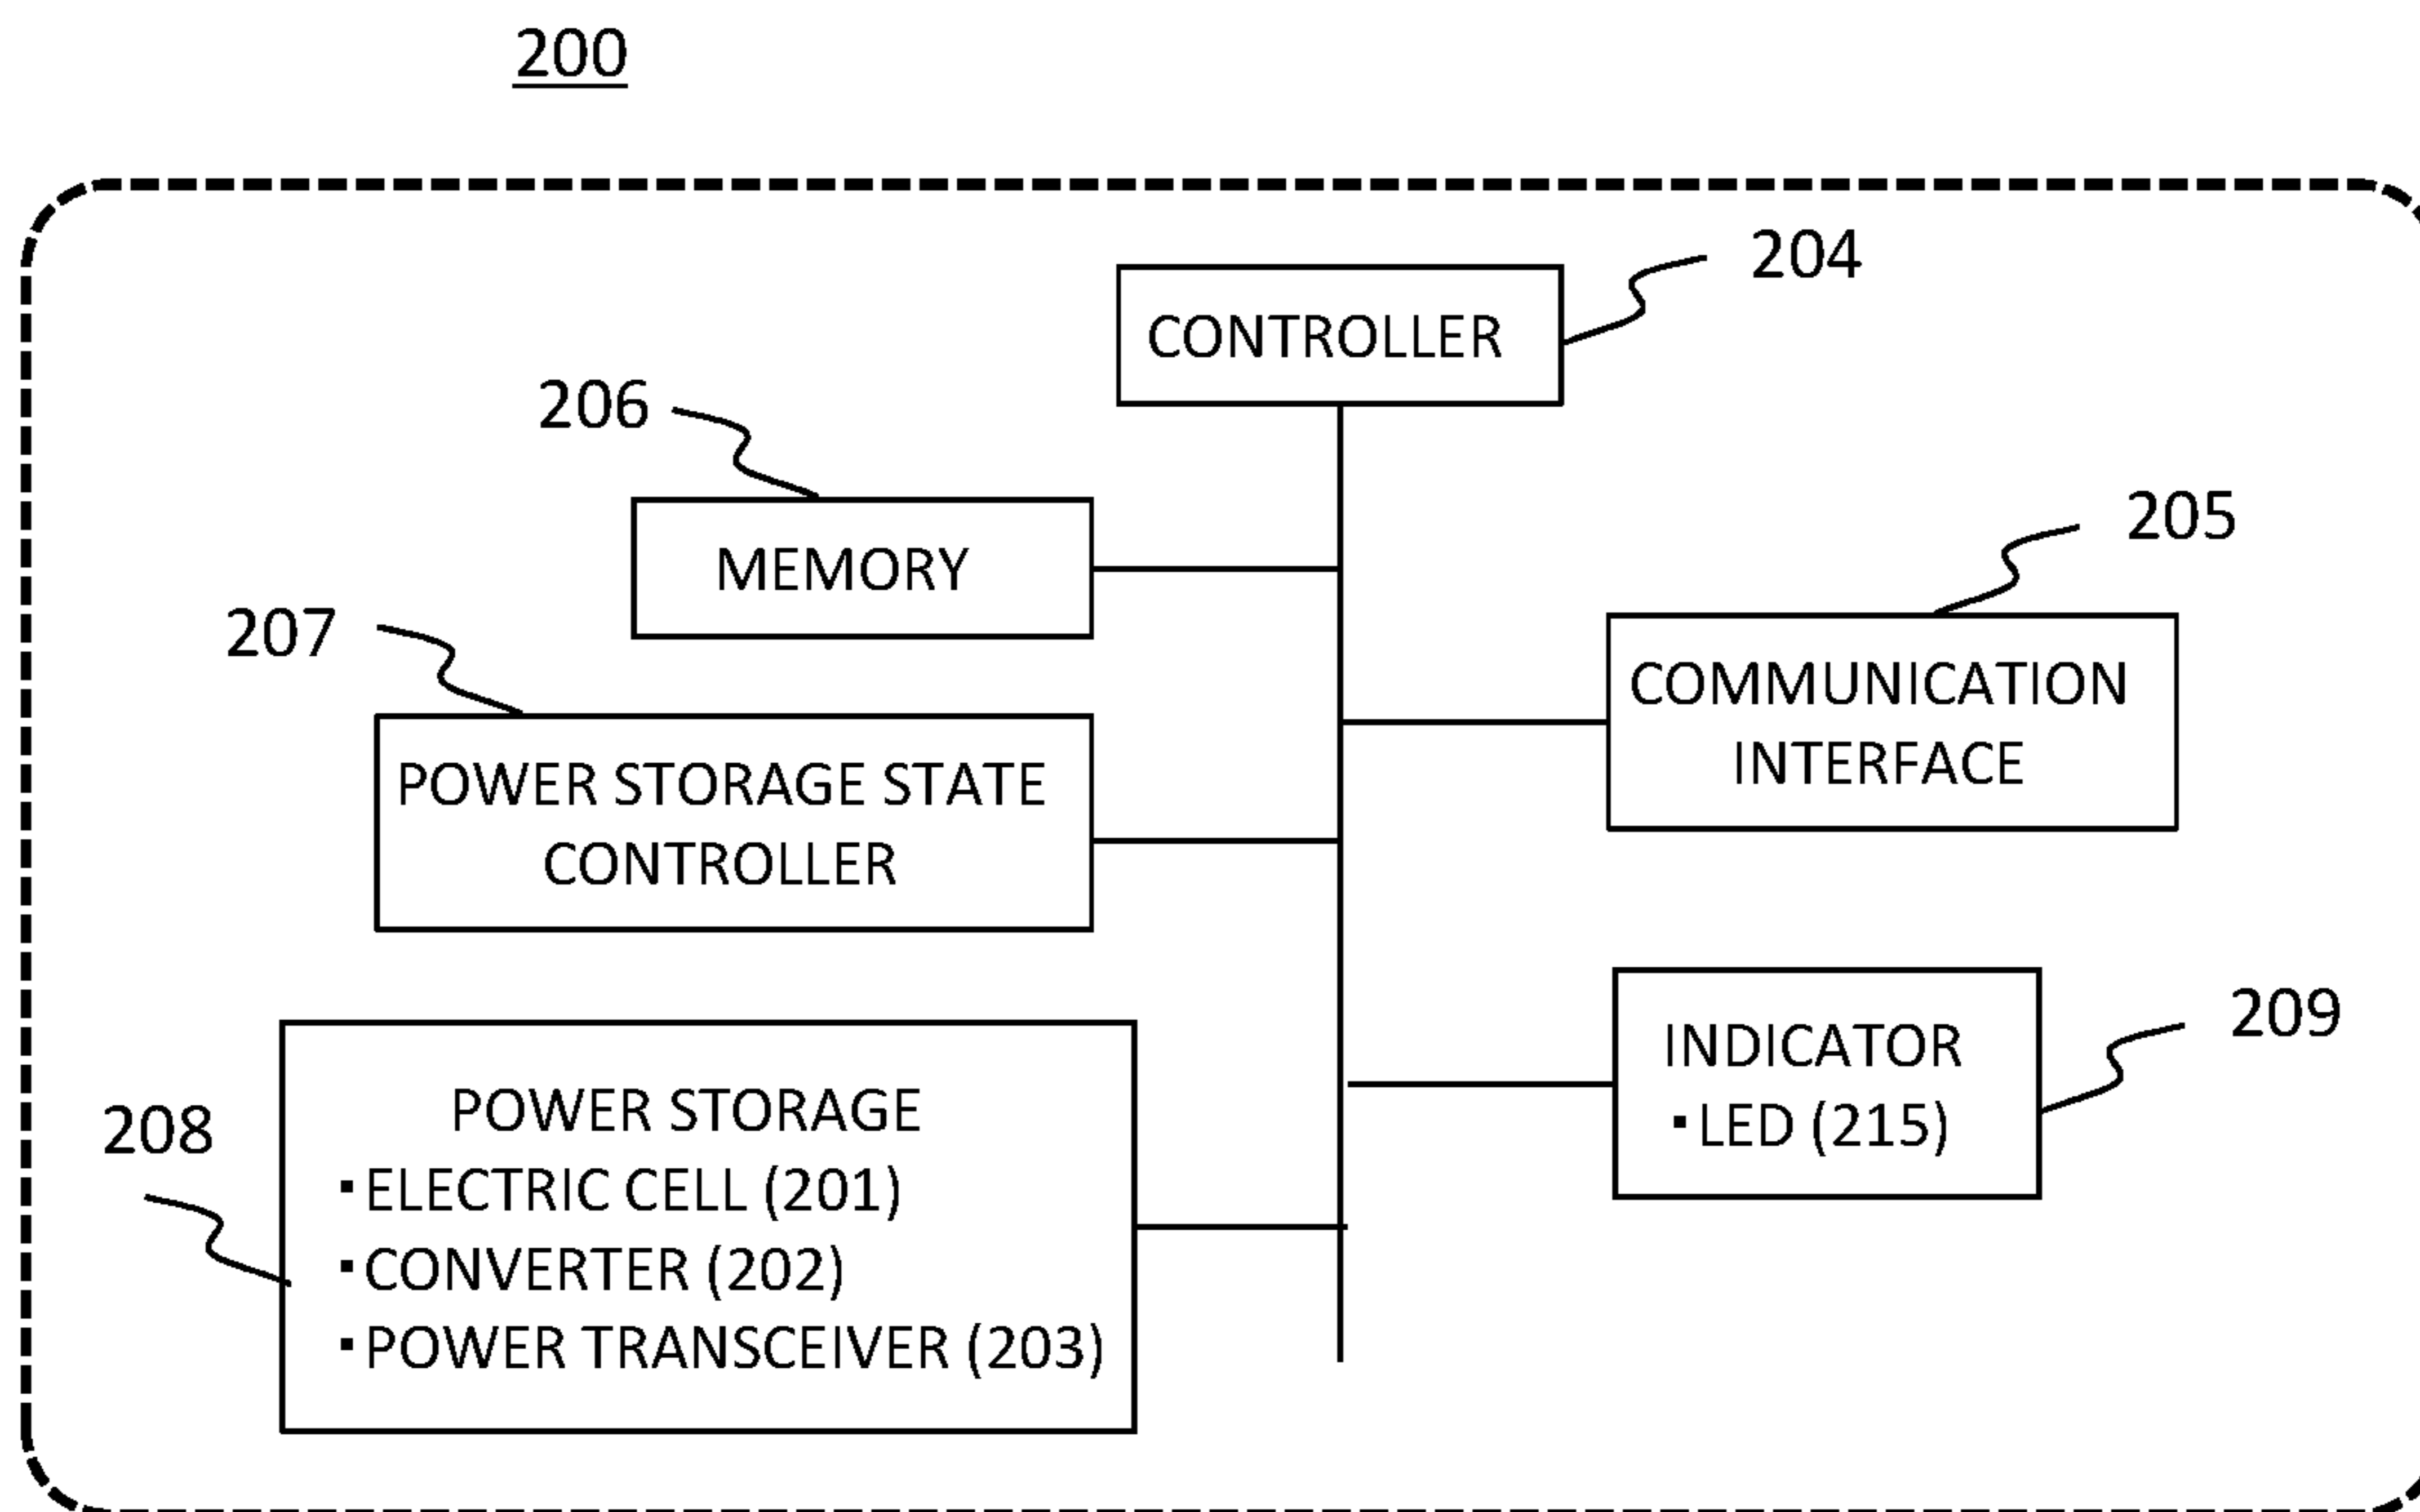 200
204
CONTROLLER
206
MEMORY
205
207
COMMUNICATION
INTERFACE
POWER STORAGE STATE
CONTROLLER
209
INDICATOR
▪LED (215)
208
POWER STORAGE
▪ELECTRIC CELL (201)
▪CONVERTER (202)
▪POWER TRANSCEIVER (203)